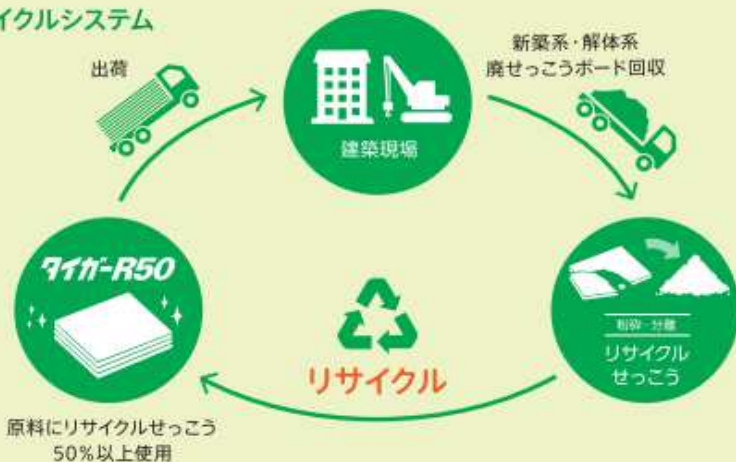 イクルシステム
出荷
新築系・解体系
廃せっこうボード回収
建築現場
タイガーR50
粉砕・分離
リサイクル
せっこう
リサイクル
原料にリサイクルせっこう
50%以上使用